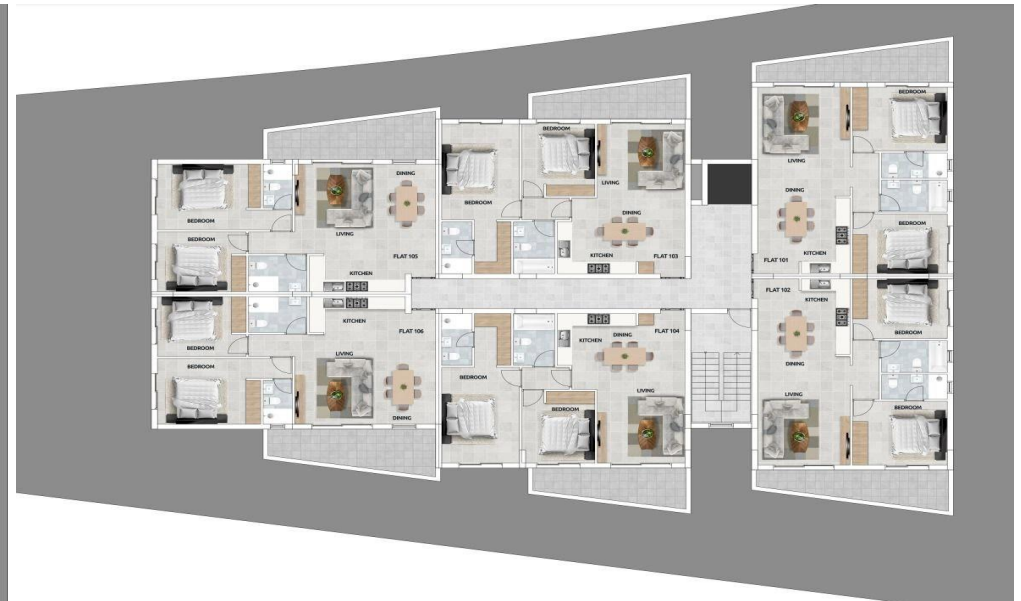 BEDROOM
LIVING
DINING
BEDROOM
FLAT 101
KITCHEN
BEDROOM
BEDROOM
LIVING
DINING
KITCHEN
FLAT 103
DINING
BEDROOM
LIVING
BEDROOM
KITCHEN
FLAT 105
KITCHEN
FLAT 106
BEDROOM
LIVING
BEDROOM
DINING
FLAT 104
DINING
KITCHEN
BEDROOM
LIVING
BEDROOM
FLAT 102
KITCHEN
BEDROOM
DINING
LIVING
BEDROOM